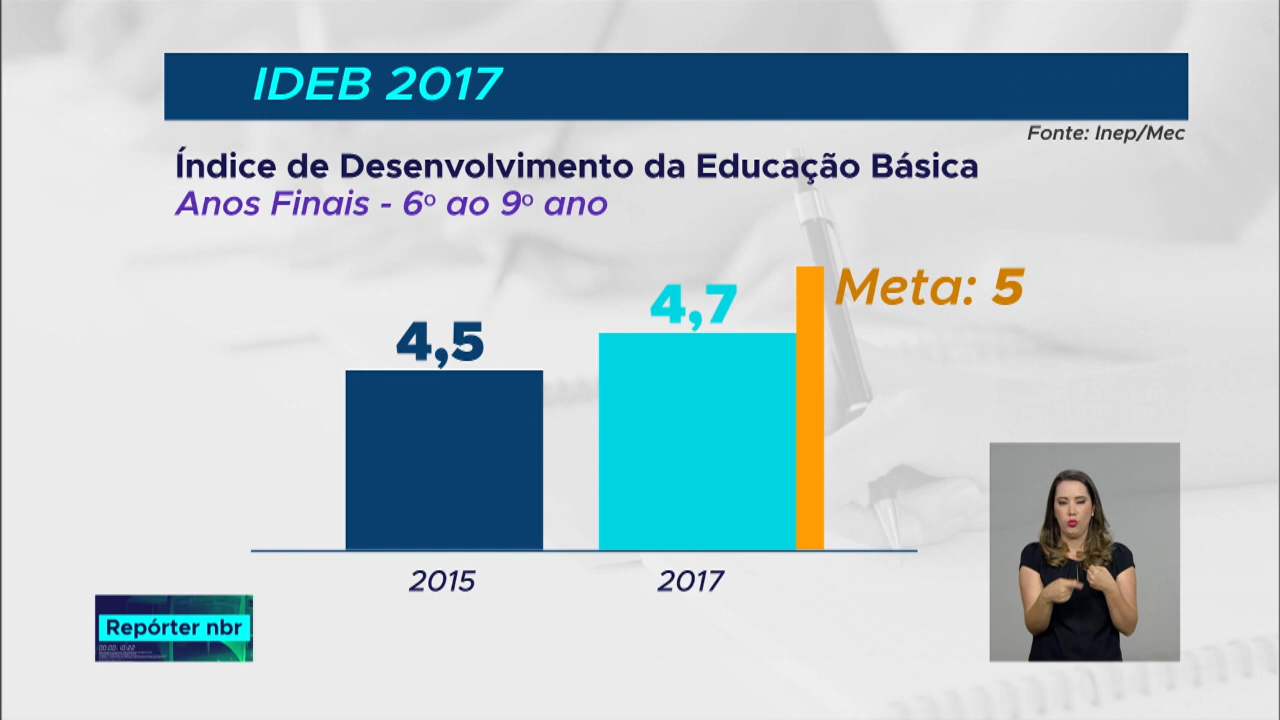 IDEB 2017
Fonte: Inep/Mec
Índice de Desenvolvimento da Educação Básica
Anos Finais - 6º ao 9º ano
Meta: 5
4,7
4,5
2015
2017
Repórter nbr